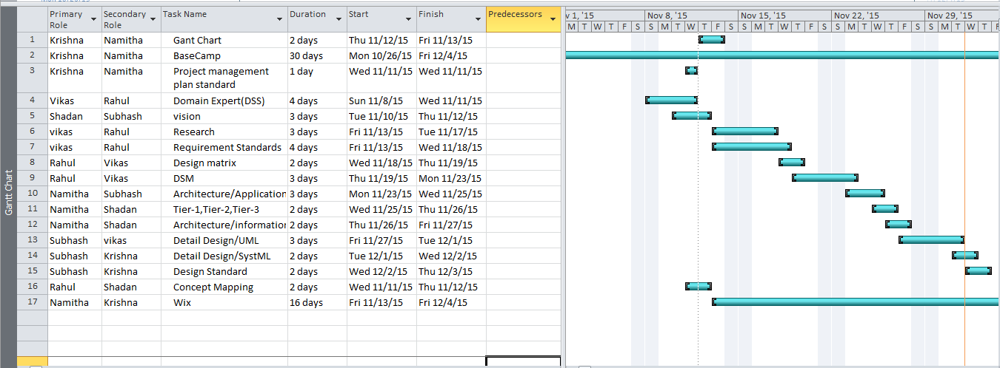 Primary Role Secondary Role Task Name Duration Start Finish Predecessors
v 1, '15 Nov 8, '15 Nov 15, '15 Nov 22, '15 Nov 29, '15
M T W T F S S M T W T F S S M T W T F S S M T W T F S S M T W T F
1 Krishna Namitha Gant Chart 2 days Thu 11/12/15 Fri 11/13/15
2 Krishna Namitha BaseCamp 30 days Mon 10/26/15 Fri 12/4/15
3 Krishna Namitha Project management plan standard 1 day Wed 11/11/15 Wed 11/11/15
4 Vikas Rahul Domain Expert(DSS) 4 days Sun 11/8/15 Wed 11/11/15
5 Shadan Subhash vision 3 days Tue 11/10/15 Thu 11/12/15
6 vikas Rahul Research 3 days Fri 11/13/15 Tue 11/17/15
7 vikas Rahul Requirement Standards 4 days Fri 11/13/15 Wed 11/18/15
8 Rahul Vikas Design matrix 2 days Wed 11/18/15 Thu 11/19/15
9 Rahul Vikas DSM 3 days Thu 11/19/15 Mon 11/23/15
10 Namitha Subhash Architecture/Application 3 days Mon 11/23/15 Wed 11/25/15
11 Namitha Shadan Tier-1,Tier-2,Tier-3 2 days Wed 11/25/15 Thu 11/26/15
12 Namitha Shadan Architecture/information 2 days Thu 11/26/15 Fri 11/27/15
13 Subhash vikas Detail Design/UML 3 days Fri 11/27/15 Tue 12/1/15
14 Subhash Krishna Detail Design/SystML 2 days Tue 12/1/15 Wed 12/2/15
15 Subhash Krishna Design Standard 2 days Wed 12/2/15 Thu 12/3/15
16 Rahul Shadan Concept Mapping 2 days Wed 11/11/15 Thu 11/12/15
17 Namitha Krishna Wix 16 days Fri 11/13/15 Fri 12/4/15
Gantt Chart